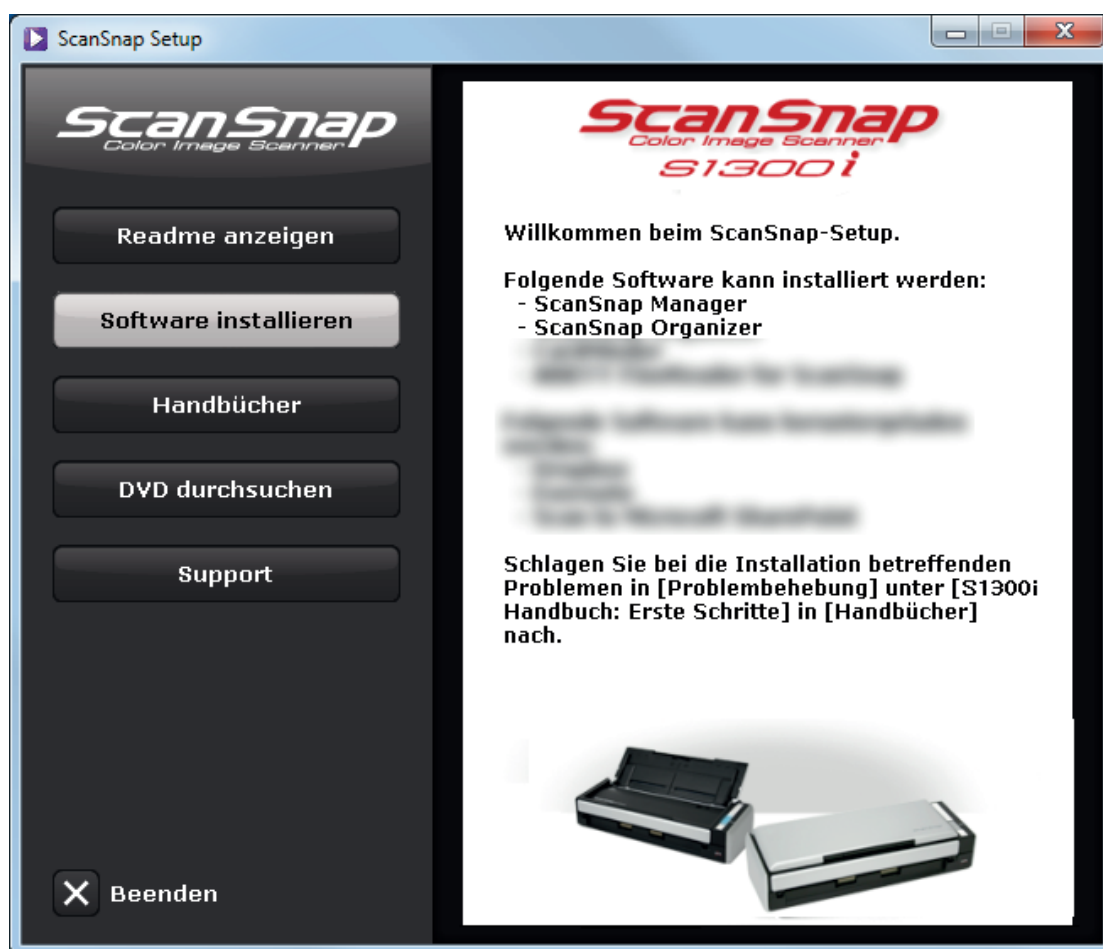 ScanSnap Setup
ScanSnap
Color Image Scanner
Readme anzeigen
Software installieren
Handbücher
DVD durchsuchen
Support
Beenden
ScanSnap
Color Image Scanner
S1300i
Willkommen beim ScanSnap-Setup.
Folgende Software kann installiert werden:
- ScanSnap Manager
- ScanSnap Organizer
Schlagen Sie bei die Installation betreffenden
Problemen in [Problembehebung] unter [S1300i
Handbuch: Erste Schritte] in [Handbücher]
nach.